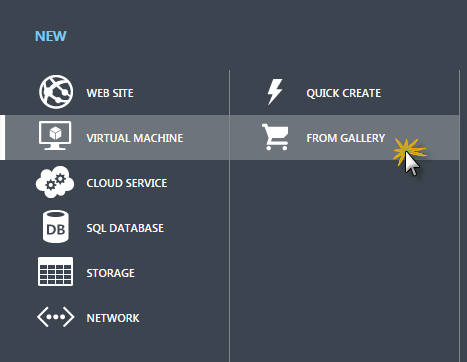 NEW
WEB SITE
QUICK CREATE
VIRTUAL MACHINE
FROM GALLERY
CLOUD SERVICE
DB
SQL DATABASE
STORAGE
NETWORK